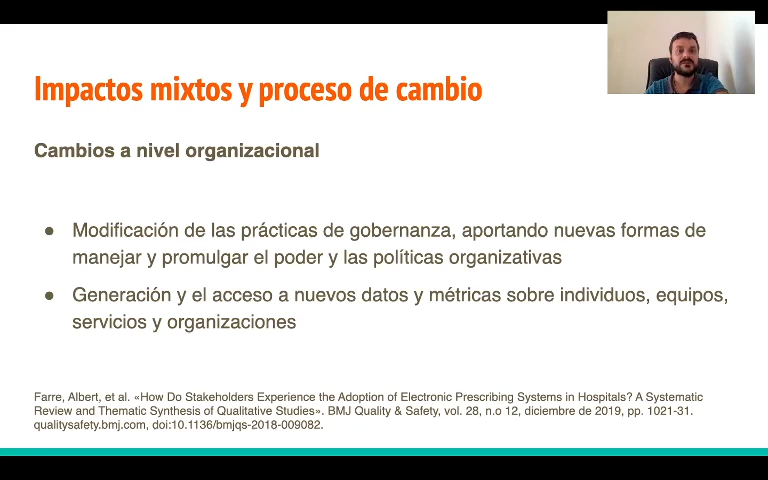 Impactos mixtos y proceso de cambio
Cambios a nivel organizacional
● Modificación de las prácticas de gobernanza, aportando nuevas formas de
manejar y promulgar el poder y las políticas organizativas
● Generación y el acceso a nuevos datos y métricas sobre individuos, equipos,
servicios y organizaciones
Farre, Albert, et al. «How Do Stakeholders Experience the Adoption of Electronic Prescribing Systems in Hospitals? A Systematic
Review and Thematic Synthesis of Qualitative Studies». BMJ Quality & Safety, vol. 28, n.o 12, diciembre de 2019, pp. 1021-31.
qualitysafety.bmj.com, doi:10.1136/bmjqs-2018-009082.